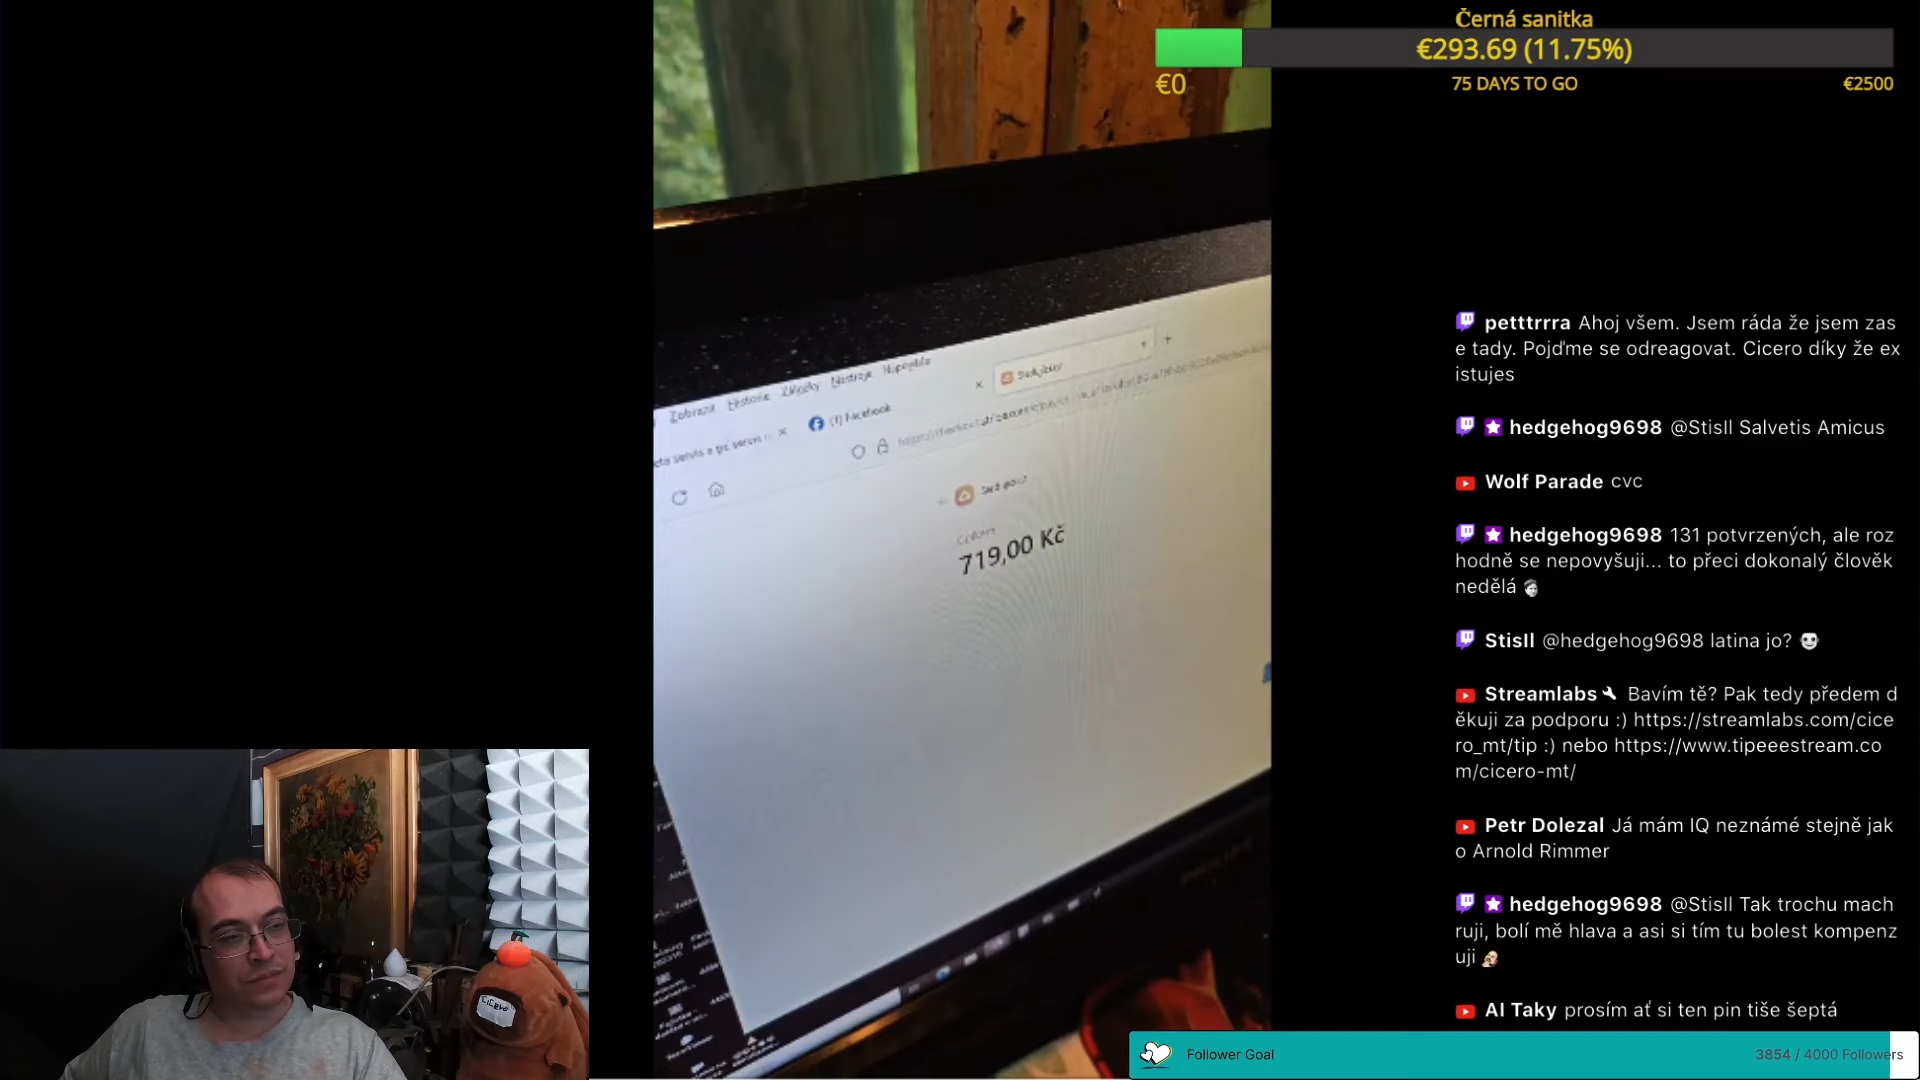 Černá sanitka
€293.69 (11.75%)
€0
75 DAYS TO GO
€2500
Zobrazit Historie Záložky Nástroje Nápověda
(1) Facebook
719,00 Kč
petttrrra Ahoj všem. Jsem ráda že jsem zas
e tady. Pojďme se odreagovat. Cicero díky že ex
istujes
hedgehog9698 @Stisll Salvetis Amicus
Wolf Parade cvc
hedgehog9698 131 potvrzených, ale roz
hodně se nepovyšuji... to přeci dokonalý člověk
nedělá
Stisll @hedgehog9698 latina jo?
Streamlabs Bavím tě? Pak tedy předem d
ěkuji za podporu :) https://streamlabs.com/cice
ro_mt/tip :) nebo https://www.tipeeestream.co
m/cicero-mt/
Petr Dolezal Já mám IQ neznámé stejně jak
o Arnold Rimmer
hedgehog9698 @Stisll Tak trochu mach
ruji, bolí mě hlava a asi si tím tu bolest kompenz
uji
Al Taky prosím ať si ten pin tiše šeptá
Follower Goal
3854 / 4000 Followers